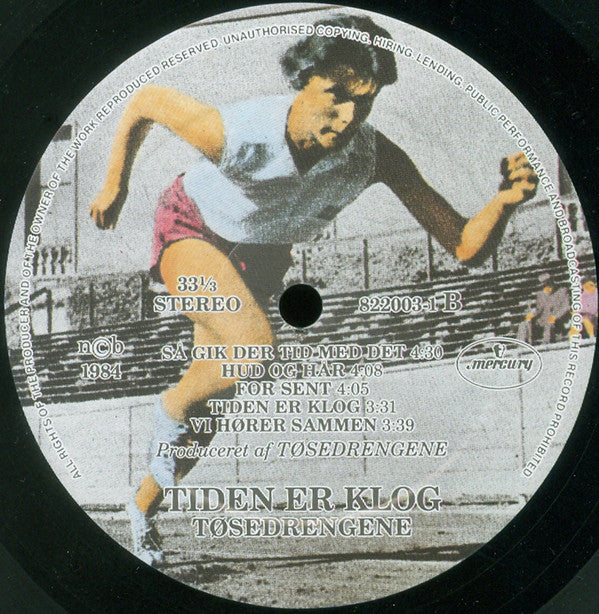 ALL RIGHTS OF THE PRODUCER AND OF THE OWNER OF THE WORK REPRODUCED RESERVED. UNAUTHORISED COPYING, HIRING, LENDING, PUBLIC PERFORMANCE AND BROADCASTING OF THIS RECORD PROHIBITED
33⅓
STEREO
822003-1 B
n©b
1984
SÅ GIK DER TID MED DET 4:30
HUD OG HÅR 4:08
FOR SENT 4:05
TIDEN ER KLOG 3:31
VI HØRER SAMMEN 3:39
mercury
Produceret af TØSEDRENGENE
TIDEN ER KLOG
TØSEDRENGENE